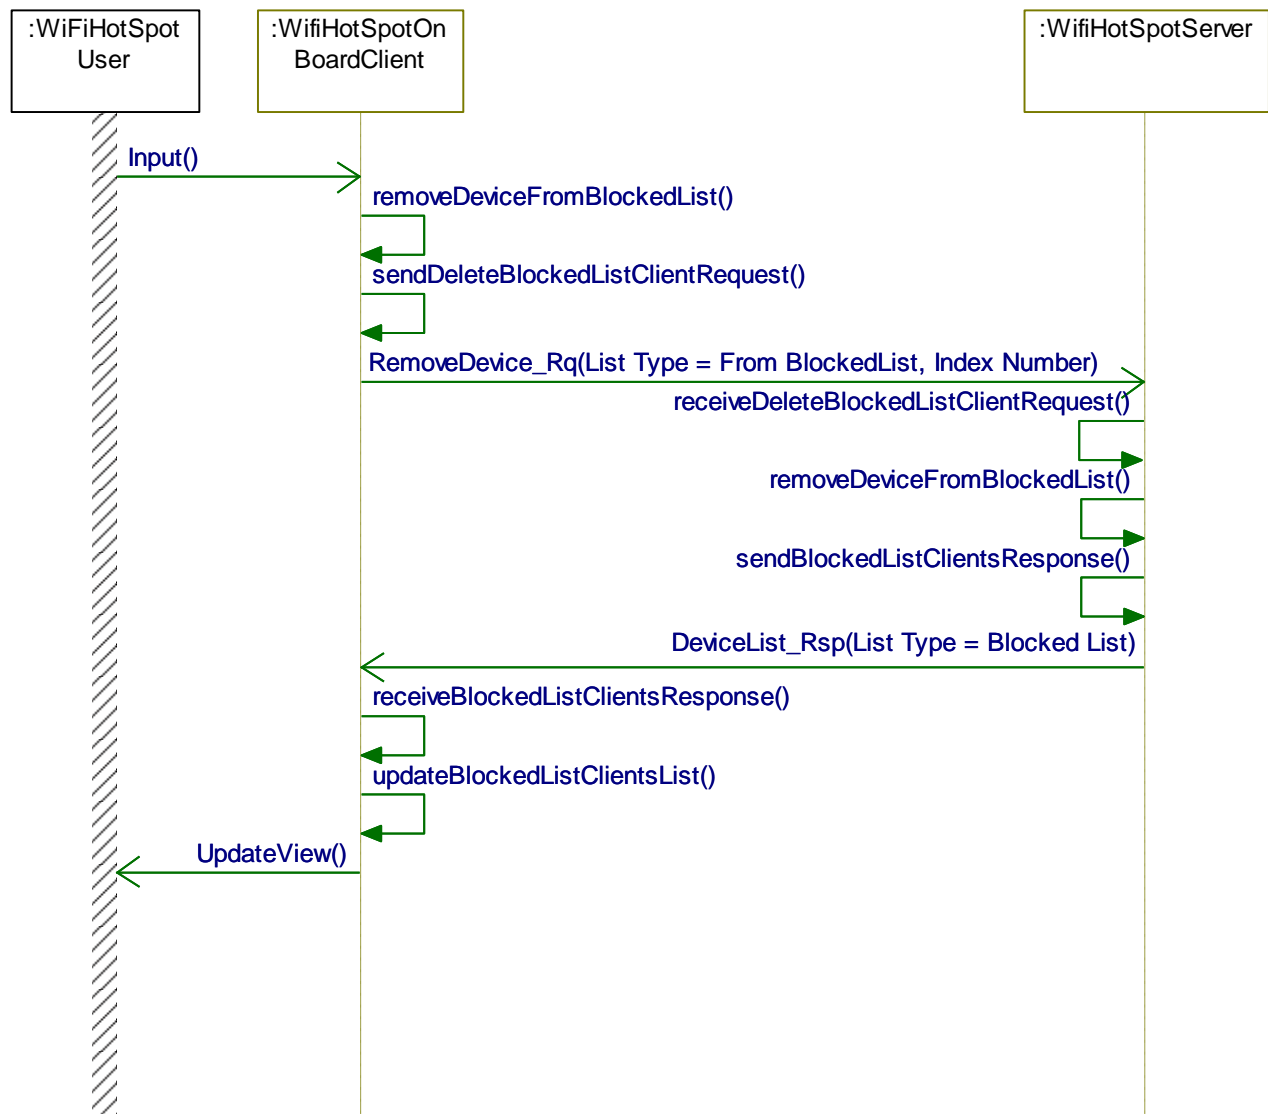 :WiFiHotSpot
User
:WifiHotSpotOn
BoardClient
:WifiHotSpotServer
Input()
removeDeviceFromBlockedList()
sendDeleteBlockedListClientRequest()
RemoveDevice_Rq(List Type = From BlockedList, Index Number)
receiveDeleteBlockedListClientRequest()
removeDeviceFromBlockedList()
sendBlockedListClientsResponse()
DeviceList_Rsp(List Type = Blocked List)
receiveBlockedListClientsResponse()
updateBlockedListClientsList()
UpdateView()